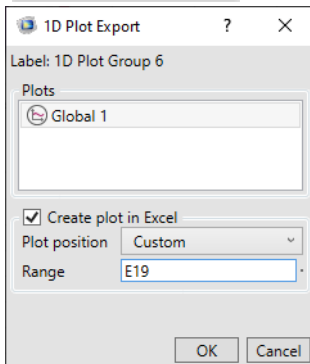 1D Plot Export ?
Label: 1D Plot Group 6
Plots
Global 1
Create plot in Excel
Plot position Custom
Range E19
OK Cancel